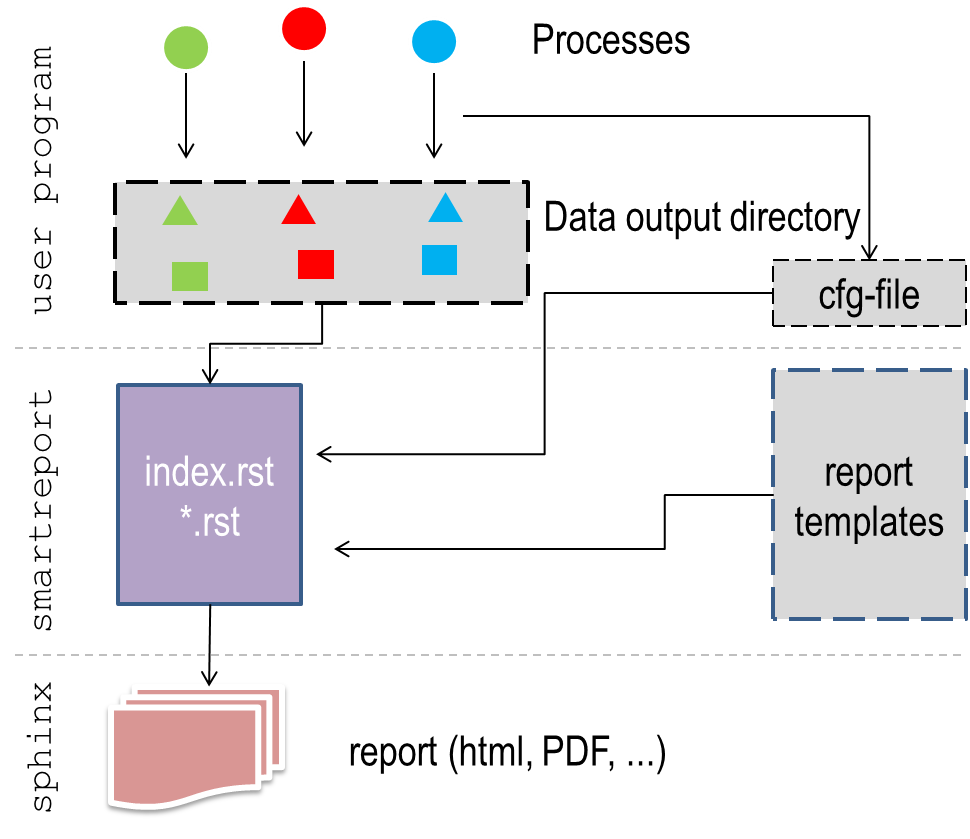 user program
Processes
Data output directory
cfg-file
smartreport
index.rst
*.rst
report
templates
sphinx
report (html, PDF, ...)